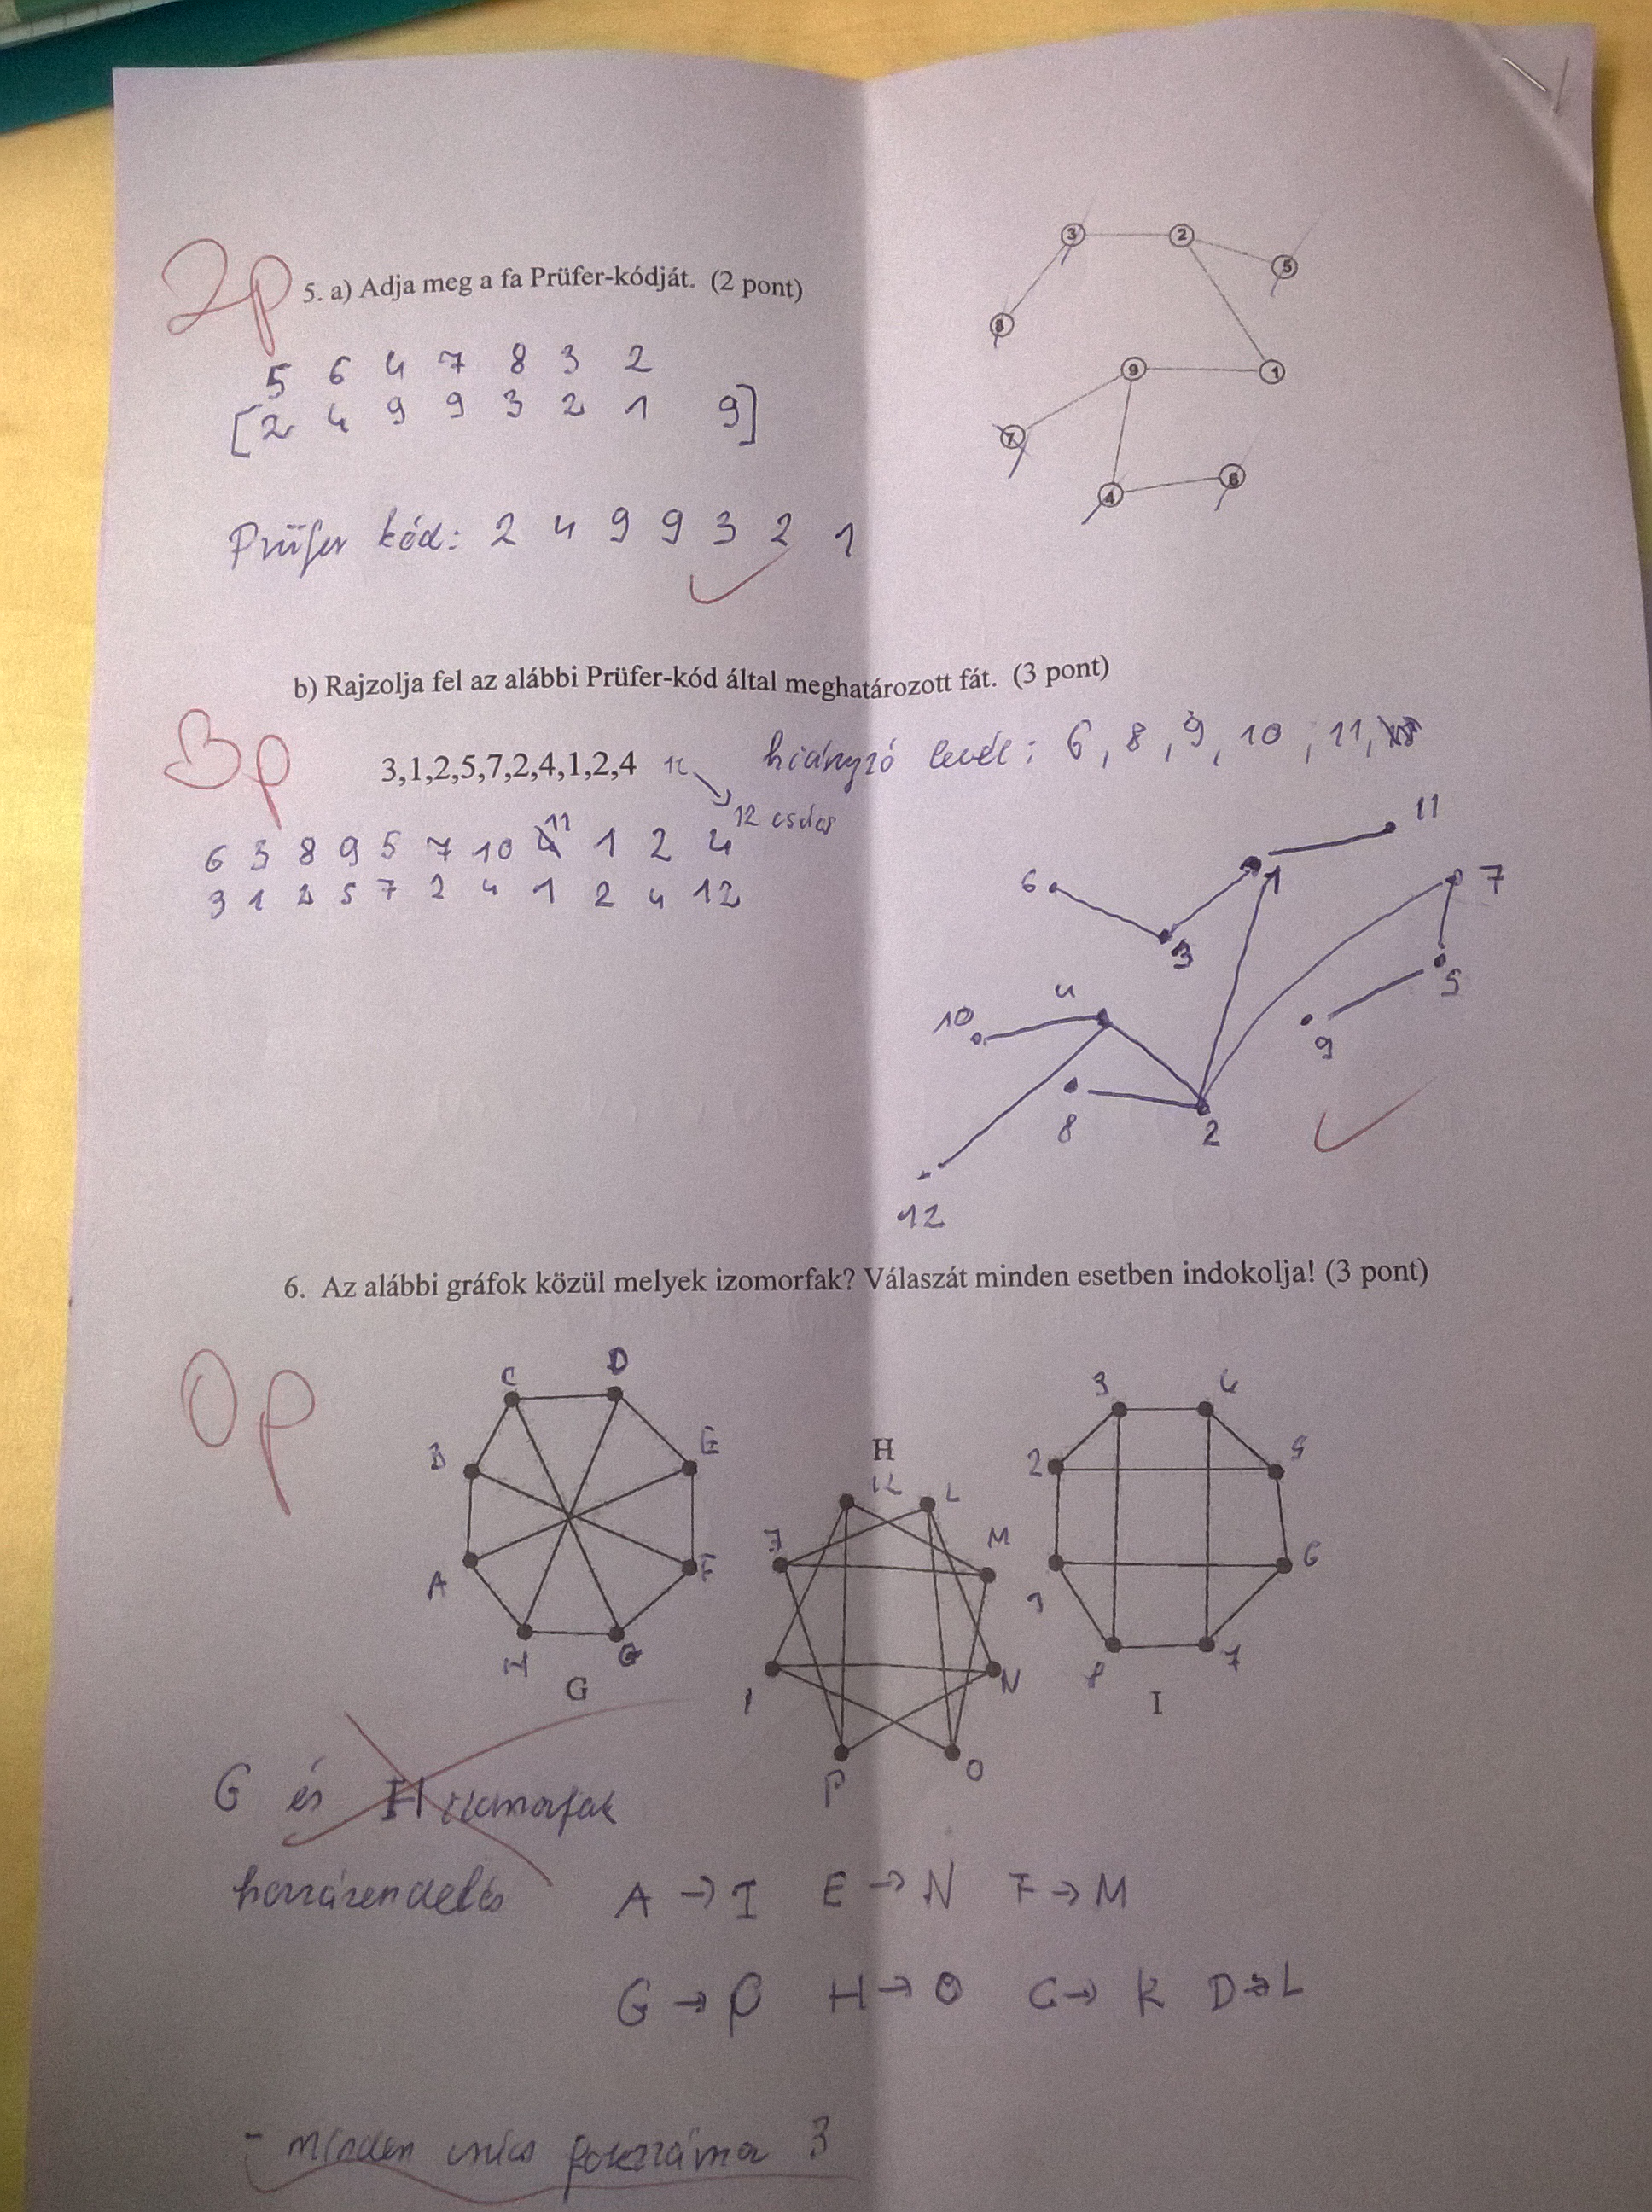 2p
5. a) Adja meg a fa Prüfer-kódját. (2 pont)
3 2 5 8 9 1 7 4 6
5 6 4 7 8 3 2
[2 4 9 9 3 2 1 9]
Prüfer kód: 2 4 9 9 3 2 1
b) Rajzolja fel az alábbi Prüfer-kód által meghatározott fát. (3 pont)
3p
3,1,2,5,7,2,4,1,2,4 12
hiányzó levél: 6, 8, 9, 10, 11,
12 csúcs
6 3 8 9 5 7 10 11 1 2 4
3 1 2 5 7 2 4 1 2 4 12
11
6 1 7
3
5
4
10
9
8 2
12
6. Az alábbi gráfok közül melyek izomorfak? Válaszát minden esetben indokolja! (3 pont)
0p
C D
B E
A F
H G
G
H
K L
J M
I N
P O
3 4
2 5
1 6
8 7
I
G és H izomorfak
hozzárendelés A → I E → N F → M
G → P H → O C → K D → L
- minden csúcs fokszáma 3